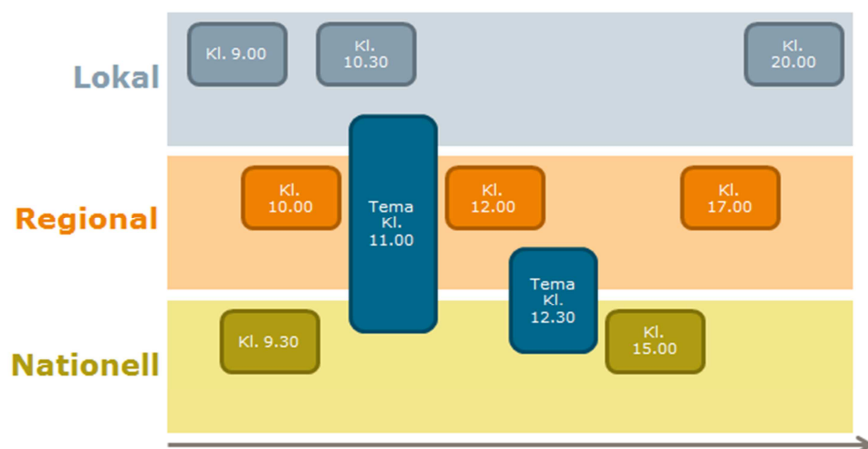 Lokal
Kl. 9.00
Kl.
10.30
Kl.
20.00
Regional
Kl.
10.00
Tema
Kl.
11.00
Kl.
12.00
Kl.
17.00
Tema
Kl.
12.30
Nationell
Kl. 9.30
Kl.
15.00